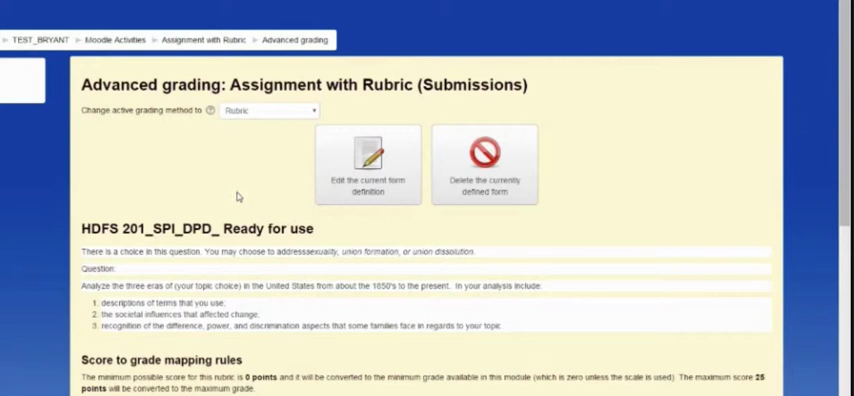 TEST_BRYANT ► Moodle Activities ► Assignment with Rubric ► Advanced grading
Advanced grading: Assignment with Rubric (Submissions)
Change active grading method to ? Rubric
Edit the current form definition
Delete the currently defined form
HDFS 201_SPI_DPD_ Ready for use
There is a choice in this question. You may choose to addresssexuality, union formation, or union dissolution.
Question:
Analyze the three eras of (your topic choice) in the United States from about the 1850's to the present. In your analysis include:
1. descriptions of terms that you use;
2. the societal influences that affected change;
3. recognition of the difference, power, and discrimination aspects that some families face in regards to your topic
Score to grade mapping rules
The minimum possible score for this rubric is 0 points and it will be converted to the minimum grade available in this module (which is zero unless the scale is used). The maximum score 25
points will be converted to the maximum grade.